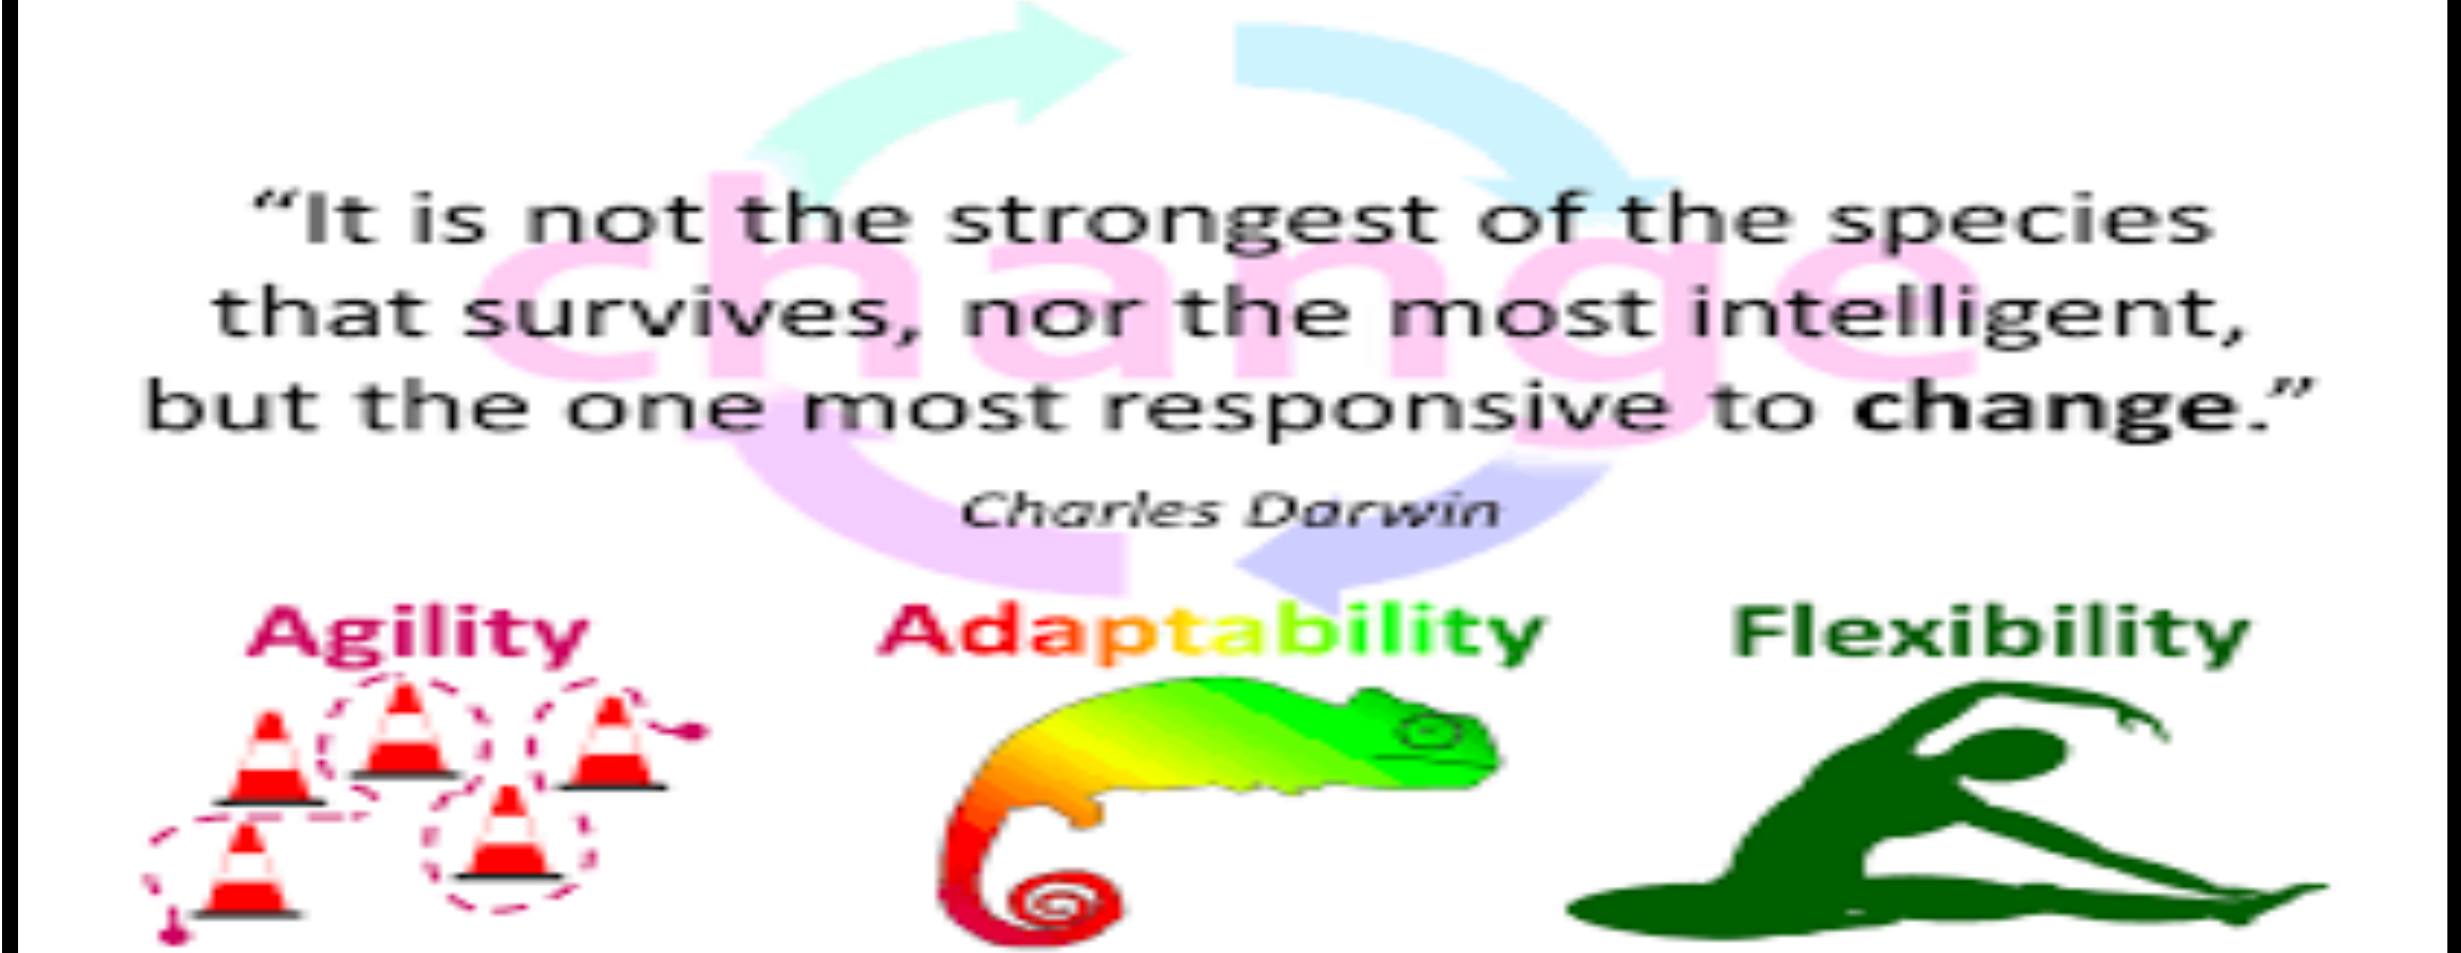 change
“It is not the strongest of the species
that survives, nor the most intelligent,
but the one most responsive to change.”
Charles Darwin
Agility
Adaptability
Flexibility